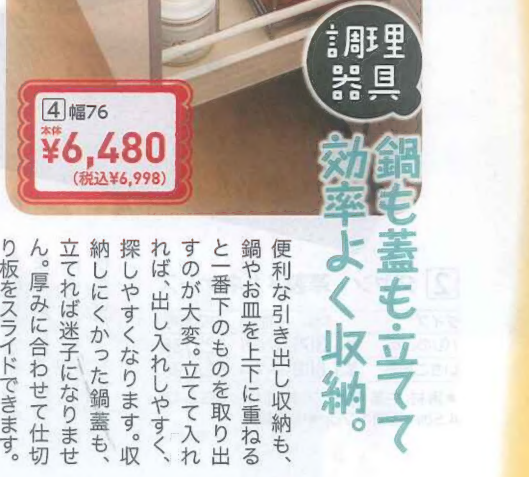 調理
器具
4 幅76
本体
¥6,480
(税込¥6,998)
鍋も蓋も立てて
効率よく収納。
便利な引き出し収納も、
鍋やお皿を上下に重ねる
と一番下のものを取り出
すのが大変。立てて入れ
れば、出し入れしやすく、
探しやすくなります。収
納しにくかった鍋蓋も、
立てれば迷子になりませ
ん。厚みに合わせて仕切
り板をスライドできます。